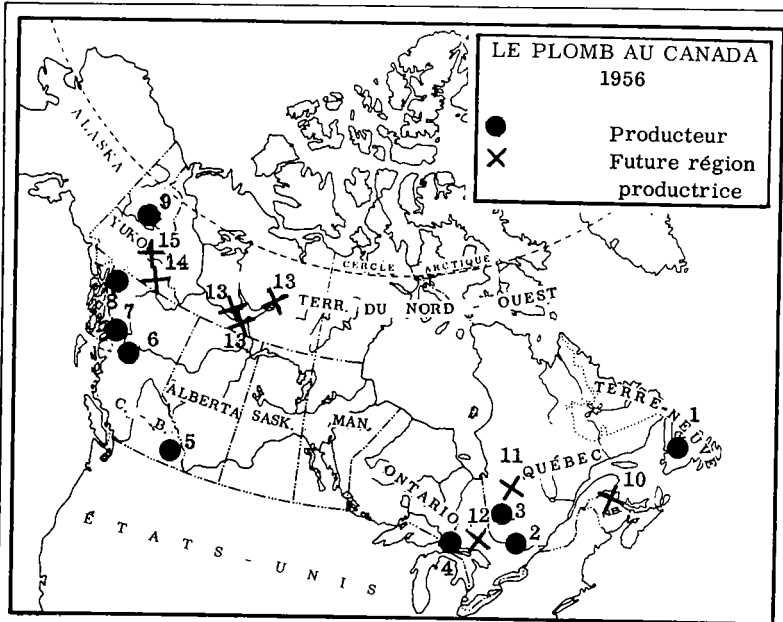 LE PLOMB AU CANADA
1956
Producteur
Future région
productrice
ALASKA
9
YUKON
15
14
8
7
6
13
13
13
CERCLE ARCTIQUE
TERR. DU NORD - OUEST
C.-B.
5
ALBERTA
SASK.
MAN.
ONTARIO
QUÉBEC
TERRE-NEUVE
1
11
3
2
12
4
10
ÉTATS-UNIS